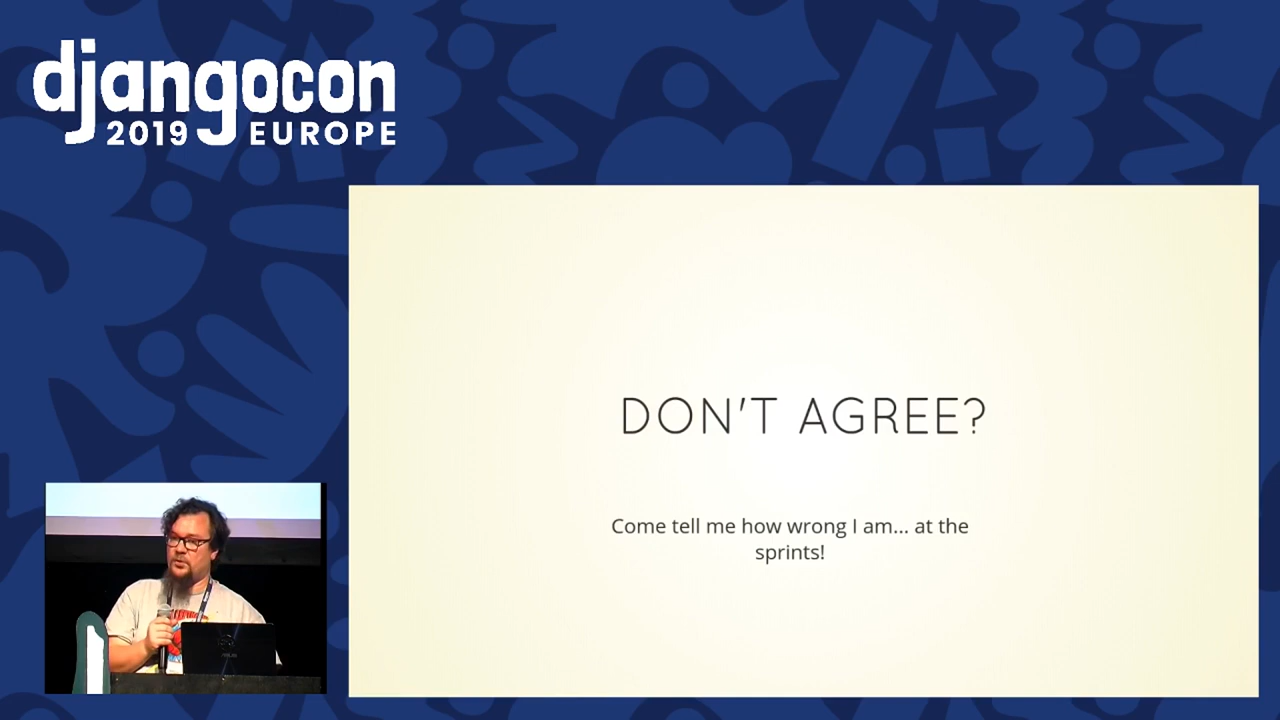 djangocon
2019 EUROPE
DON'T AGREE?
Come tell me how wrong I am... at the
sprints!